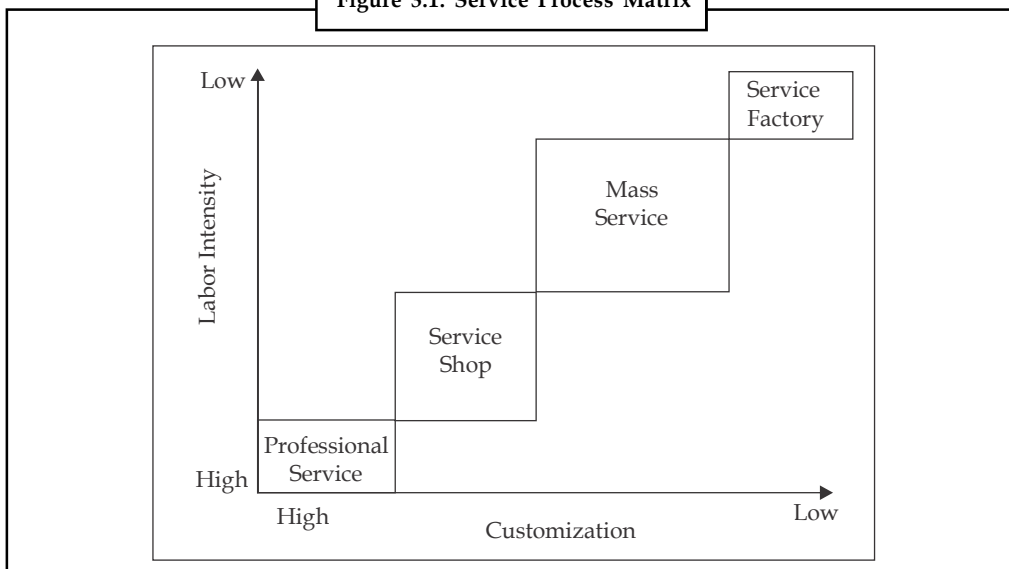 Figure 3.1: Service Process Matrix
Low
Service
Factory
Mass
Service
Labor Intensity
Service
Shop
Professional
Service
High
High
Customization
Low